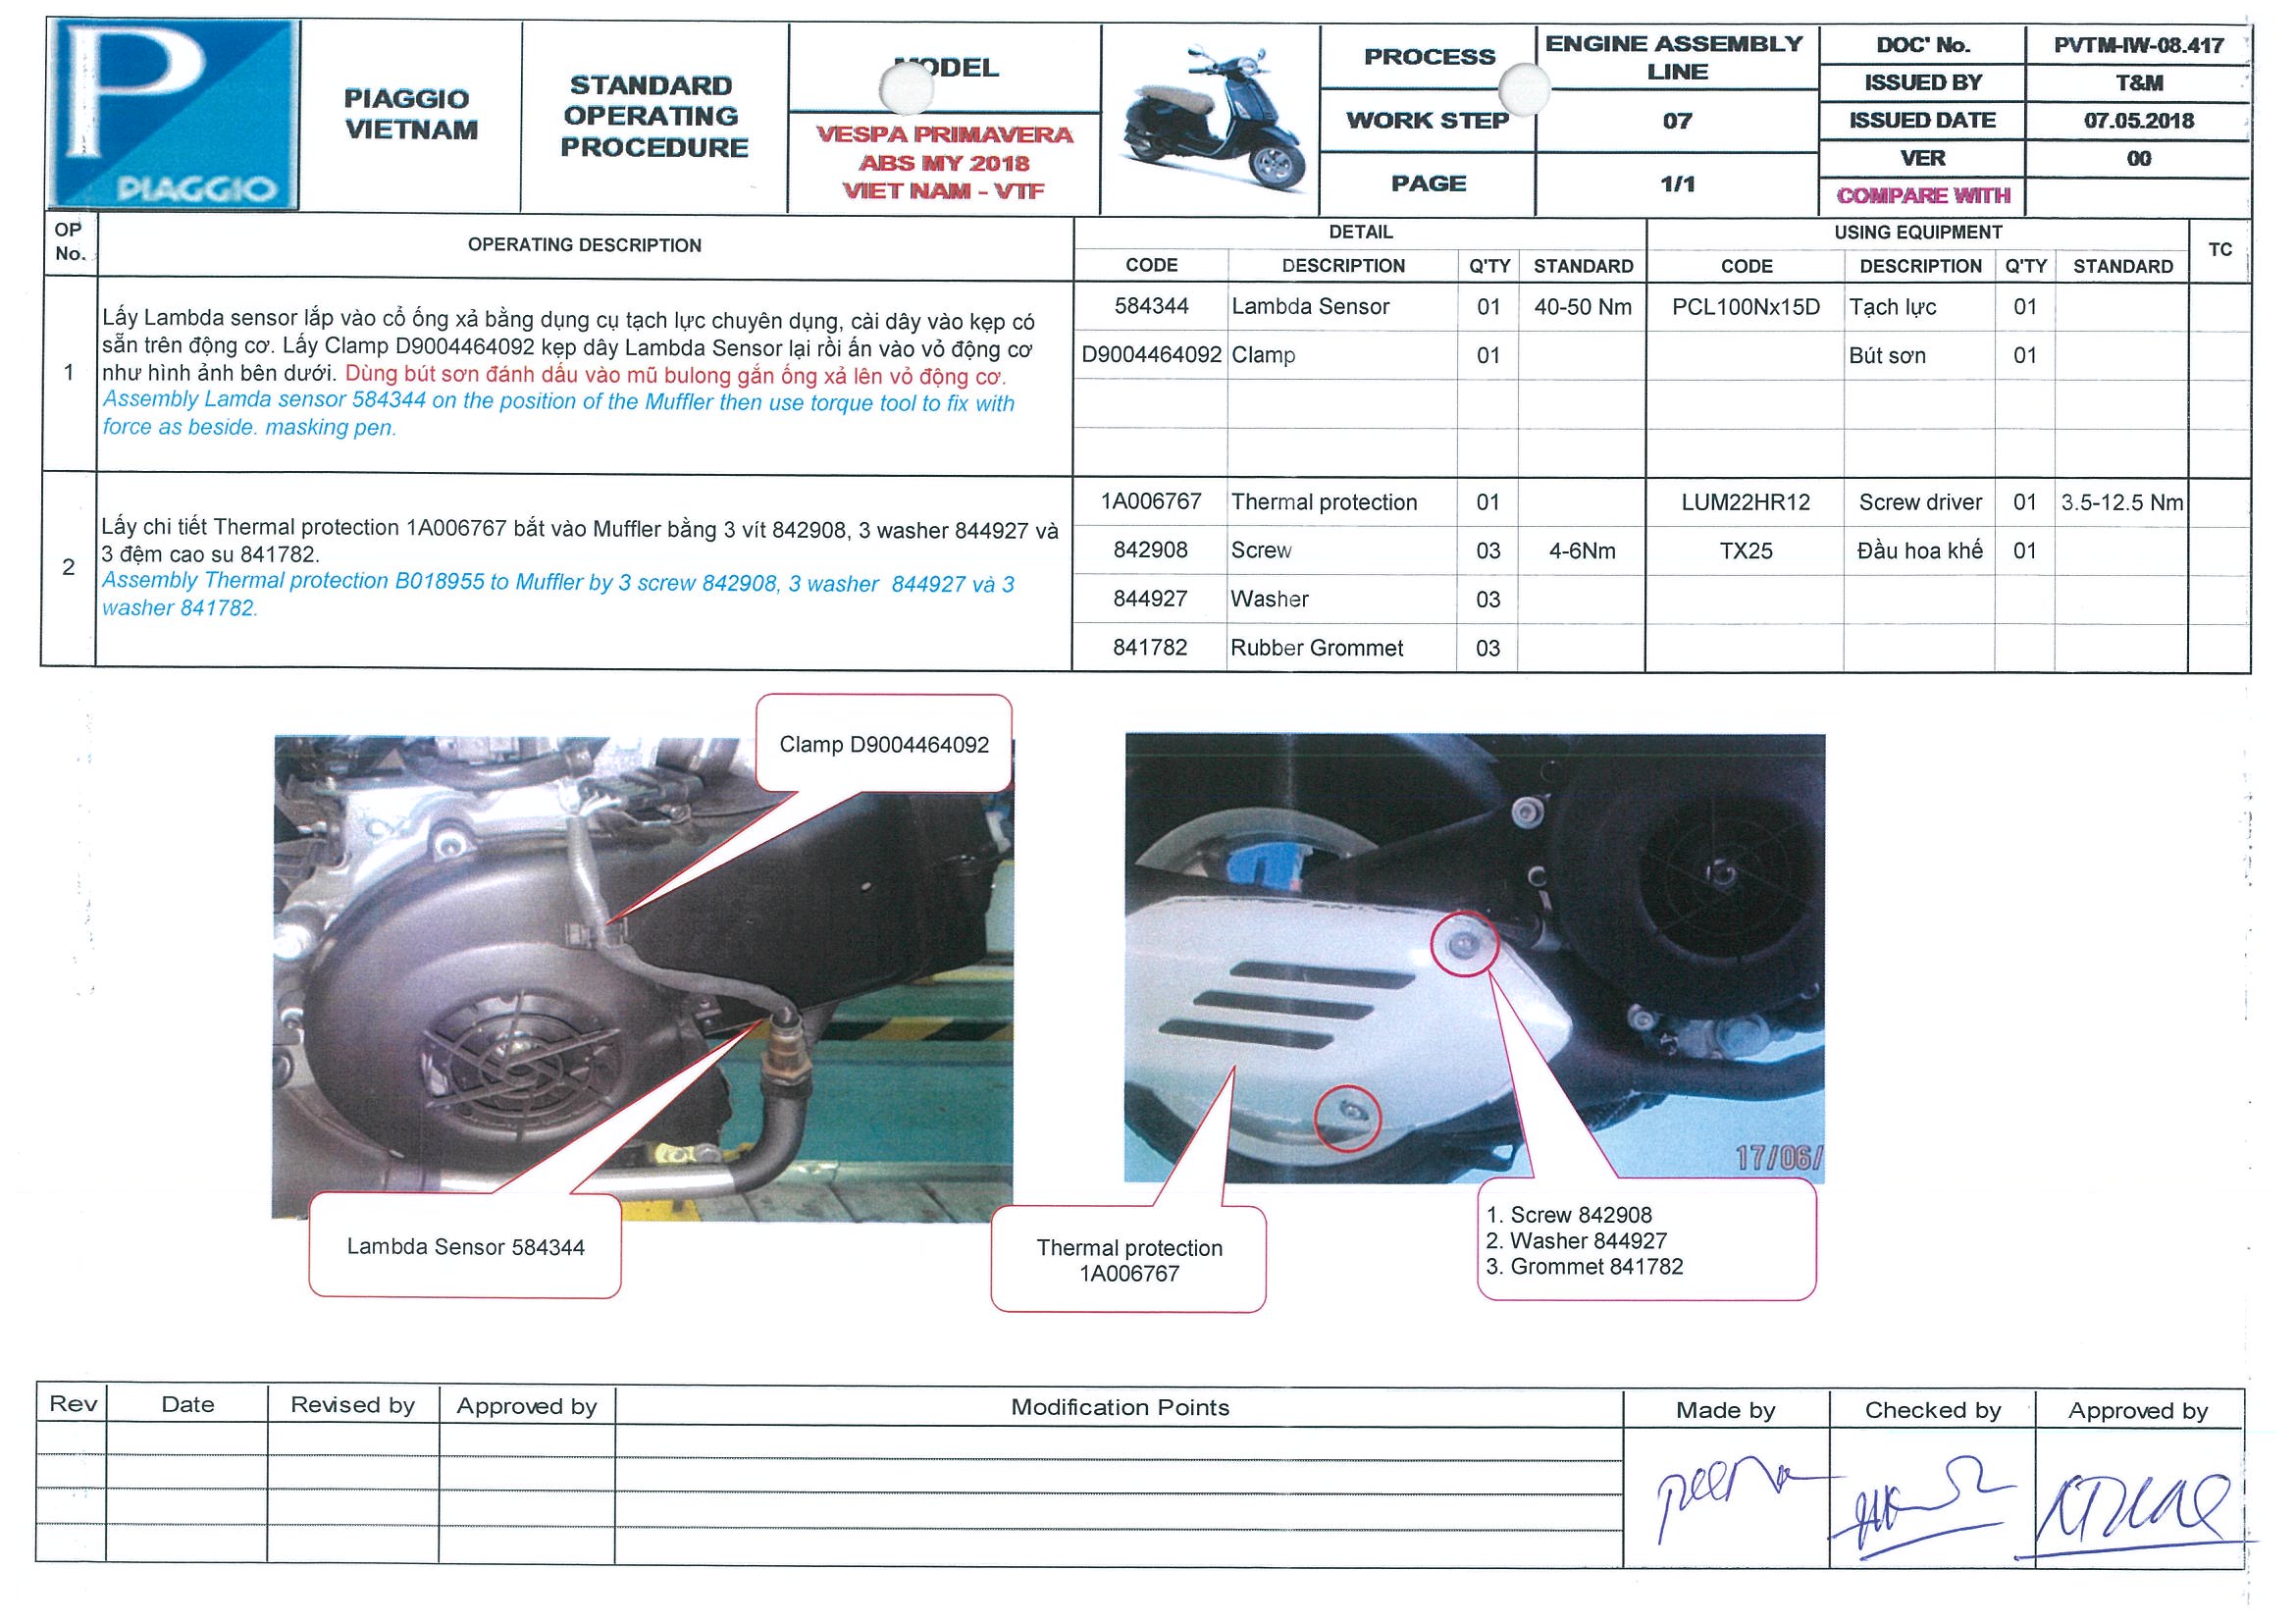 PIAGGIO
PIAGGIO
VIETNAM
STANDARD
OPERATING
PROCEDURE
MODEL
VESPA PRIMAVERA
ABS MY 2018
VIET NAM - VTF
PROCESS
ENGINE ASSEMBLY
LINE
WORK STEP
07
PAGE
1/1
DOC' No.
PVTM-IW-08.417
ISSUED BY
T&M
ISSUED DATE
07.05.2018
VER
00
COMPARE WITH
OP
No.
OPERATING DESCRIPTION
DETAIL
USING EQUIPMENT
TC
CODE DESCRIPTION Q'TY STANDARD CODE DESCRIPTION Q'TY STANDARD
1
Lấy Lambda sensor lắp vào cổ ống xả bằng dụng cụ tạch lực chuyên dụng, cài dây vào kẹp có
sẵn trên động cơ. Lấy Clamp D9004464092 kẹp dây Lambda Sensor lại rồi ấn vào vỏ động cơ
như hình ảnh bên dưới. Dùng bút sơn đánh dấu vào mũ bulong gắn ống xả lên vỏ động cơ.
Assembly Lamda sensor 584344 on the position of the Muffler then use torque tool to fix with
force as beside. masking pen.
584344 Lambda Sensor 01 40-50 Nm PCL100Nx15D Tạch lực 01
D9004464092 Clamp 01 Bút sơn 01
2
Lấy chi tiết Thermal protection 1A006767 bắt vào Muffler bằng 3 vít 842908, 3 washer 844927 và
3 đệm cao su 841782.
Assembly Thermal protection B018955 to Muffler by 3 screw 842908, 3 washer 844927 và 3
washer 841782.
1A006767 Thermal protection 01 LUM22HR12 Screw driver 01 3.5-12.5 Nm
842908 Screw 03 4-6Nm TX25 Đầu hoa khế 01
844927 Washer 03
841782 Rubber Grommet 03
Clamp D9004464092
Lambda Sensor 584344
Thermal protection
1A006767
17/06/
1. Screw 842908
2. Washer 844927
3. Grommet 841782
Rev Date Revised by Approved by Modification Points Made by Checked by Approved by